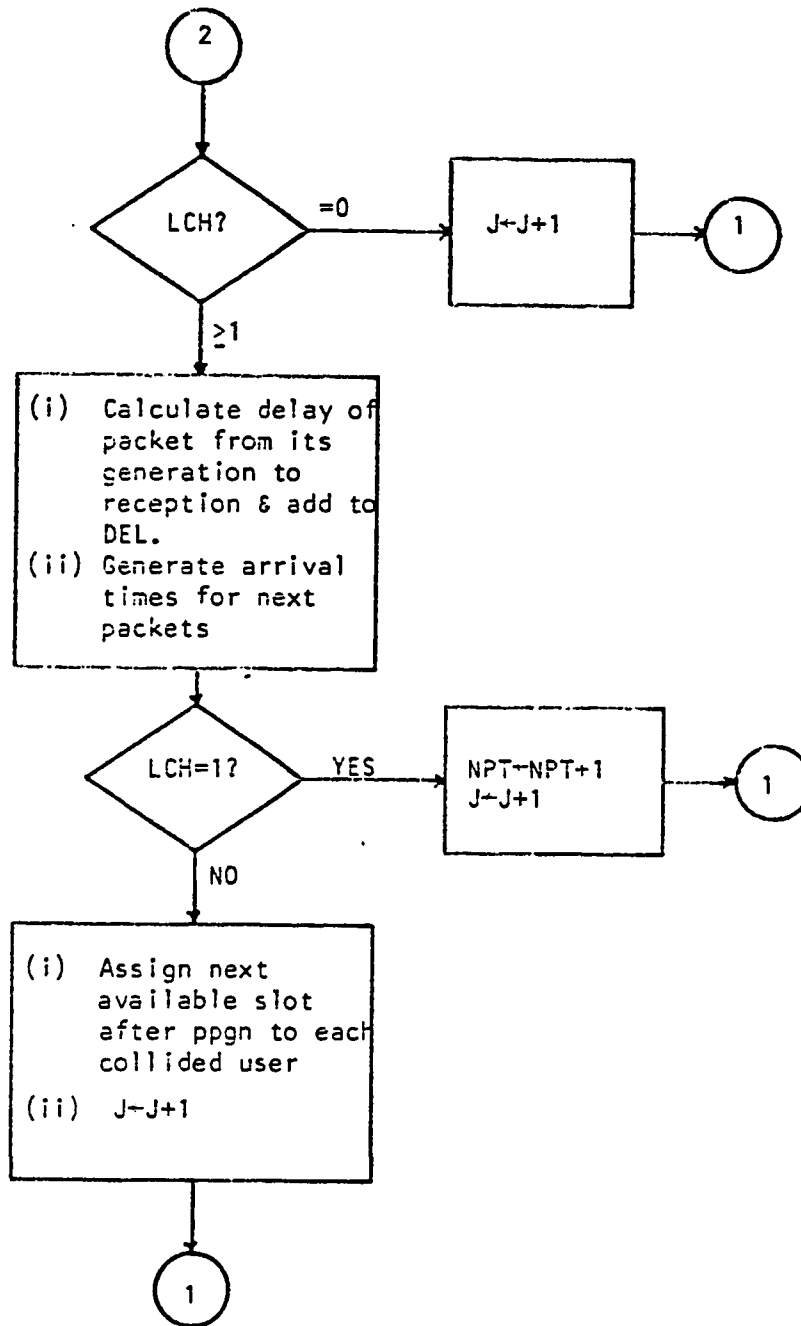 2
LCH?
=0
J←J+1
1
≥1
(i) Calculate delay of
packet from its
generation to
reception & add to
DEL.
(ii) Generate arrival
times for next
packets
LCH=1?
YES
NPT←NPT+1
J←J+1
1
NO
(i) Assign next
available slot
after ppgn to each
collided user
(ii) J←J+1
1